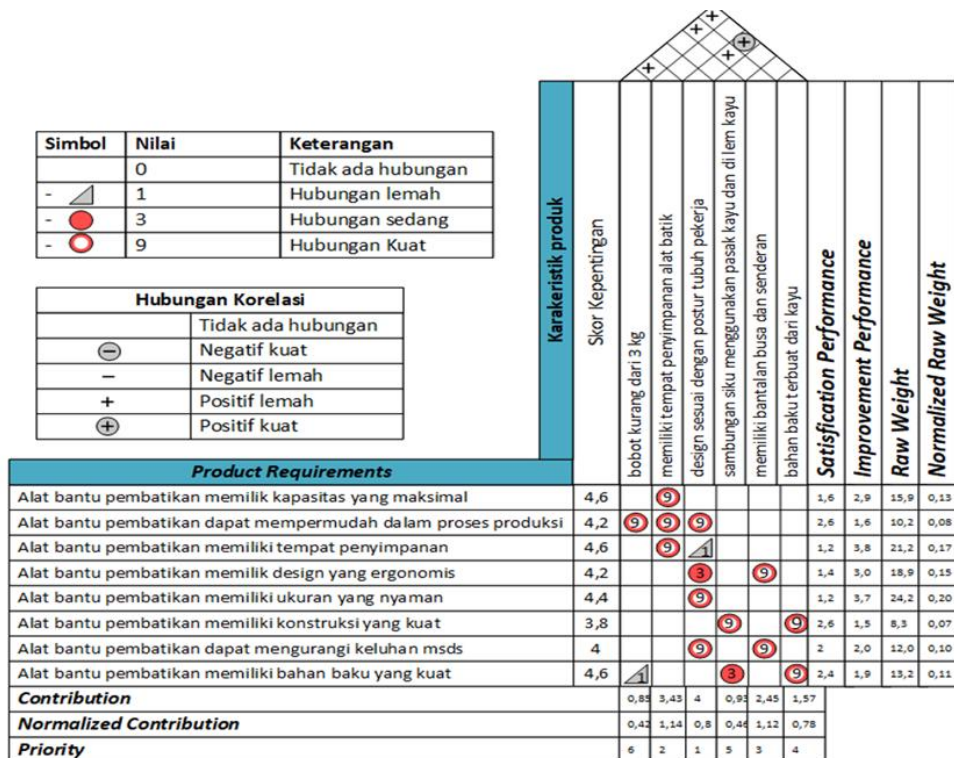 Simbol Nilai Keterangan
0 Tidak ada hubungan
- 1 Hubungan lemah
- 3 Hubungan sedang
- 9 Hubungan Kuat
Hubungan Korelasi
Tidak ada hubungan
Negatif kuat
− Negatif lemah
+ Positif lemah
+ Positif kuat
Karakeristik produk
Skor Kepentingan
bobot kurang dari 3 kg
memiliki tempat penyimpanan alat batik
design sesuai dengan postur tubuh pekerja
sambungan siku menggunakan pasak kayu dan di lem kayu
memiliki bantalan busa dan senderan
bahan baku terbuat dari kayu
Satisfication Performance
Improvement Performance
Raw Weight
Normalized Raw Weight
Product Requirements
Alat bantu pembatikan memilik kapasitas yang maksimal 4,6 9 1,6 2,9 15,9 0,13
Alat bantu pembatikan dapat mempermudah dalam proses produksi 4,2 9 9 9 2,6 1,6 10,2 0,08
Alat bantu pembatikan memiliki tempat penyimpanan 4,6 9 1 1,2 3,8 21,2 0,17
Alat bantu pembatikan memilik design yang ergonomis 4,2 3 9 1,4 3,0 18,9 0,15
Alat bantu pembatikan memiliki ukuran yang nyaman 4,4 9 1,2 3,7 24,2 0,20
Alat bantu pembatikan memiliki konstruksi yang kuat 3,8 9 9 2,6 1,5 8,3 0,07
Alat bantu pembatikan dapat mengurangi keluhan msds 4 9 9 2 2,0 12,0 0,10
Alat bantu pembatikan memiliki bahan baku yang kuat 4,6 1 3 9 2,4 1,9 13,2 0,11
Contribution 0,85 3,43 4 0,93 2,45 1,57
Normalized Contribution 0,42 1,14 0,8 0,46 1,12 0,78
Priority 6 2 1 5 3 4